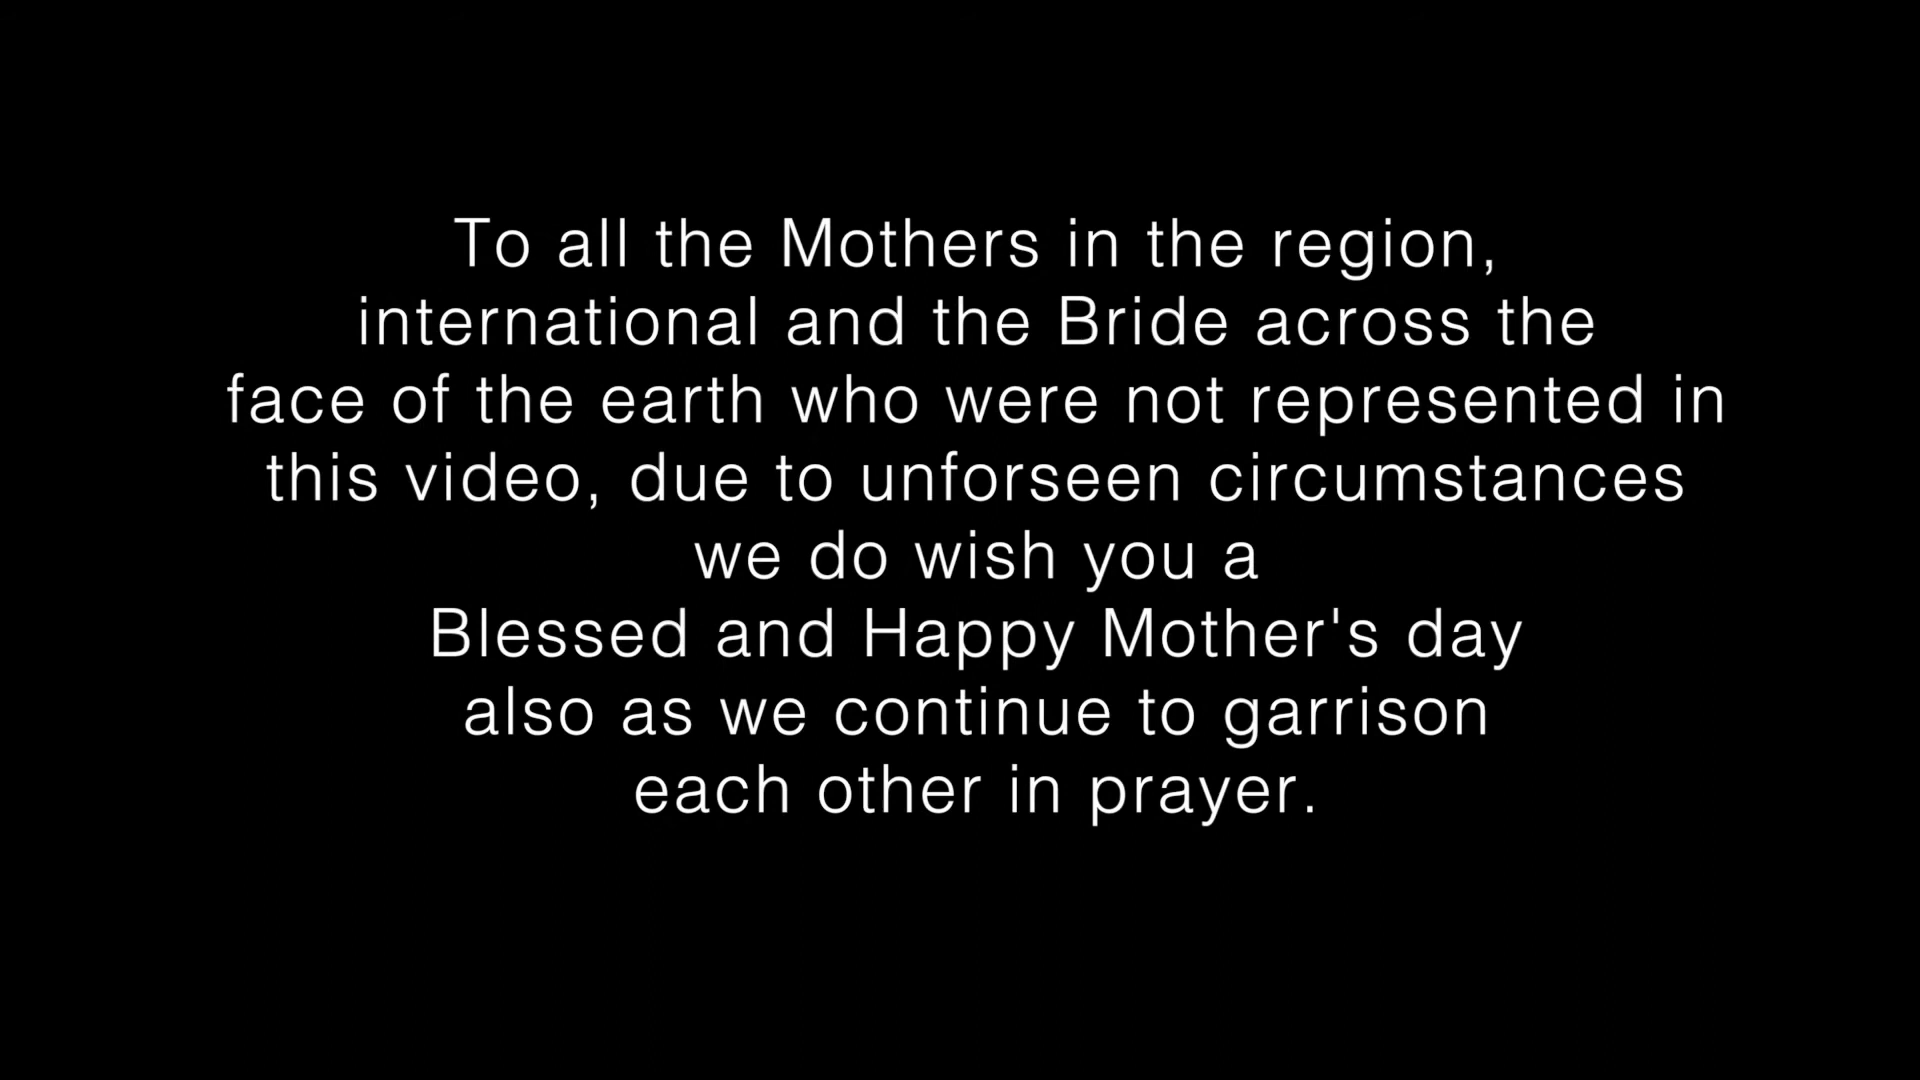 To all the Mothers in the region,
international and the Bride across the
face of the earth who were not represented in
this video, due to unforseen circumstances
we do wish you a
Blessed and Happy Mother's day
also as we continue to garrison
each other in prayer.